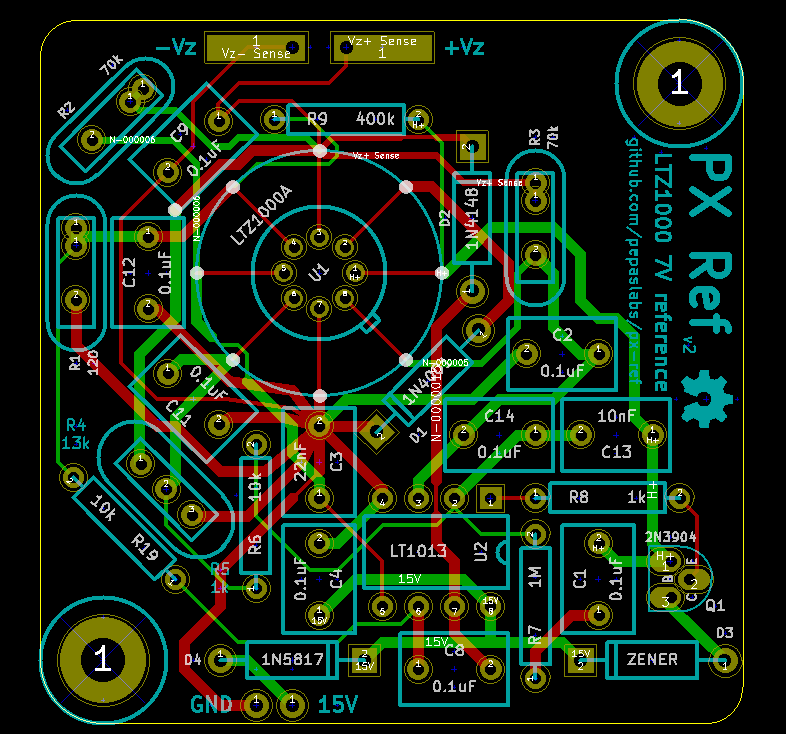 -Vz
1
Vz- Sense
Vz+ Sense
1
+Vz
1
R2
70k
N-000006
C9
0.1uF
R9
400k
H+
Vz+ Sense
D2
1N4148
Vz+ Sense
R3
70k
PX Ref
v2
LTZ1000 7V reference
github.com/pepaslabs/px-ref
LTZ1000A
U1
H+
C12
0.1uF
R1
120
0.1uF
C11
C2
0.1uF
N-000005
D1
C14
0.1uF
10nF
C13
H+
R4
13k
10k
R19
10k
R6
22nF
C3
R8
1k
H+
R5
1k
0.1uF
C4
15V
LT1013
U2
15V
15V
1M
R7
C1
0.1uF
H+
2N3904
H+
B
E
Q1
D3
ZENER
15V
D4
1N5817
15V
15V
C8
0.1uF
1
GND
15V